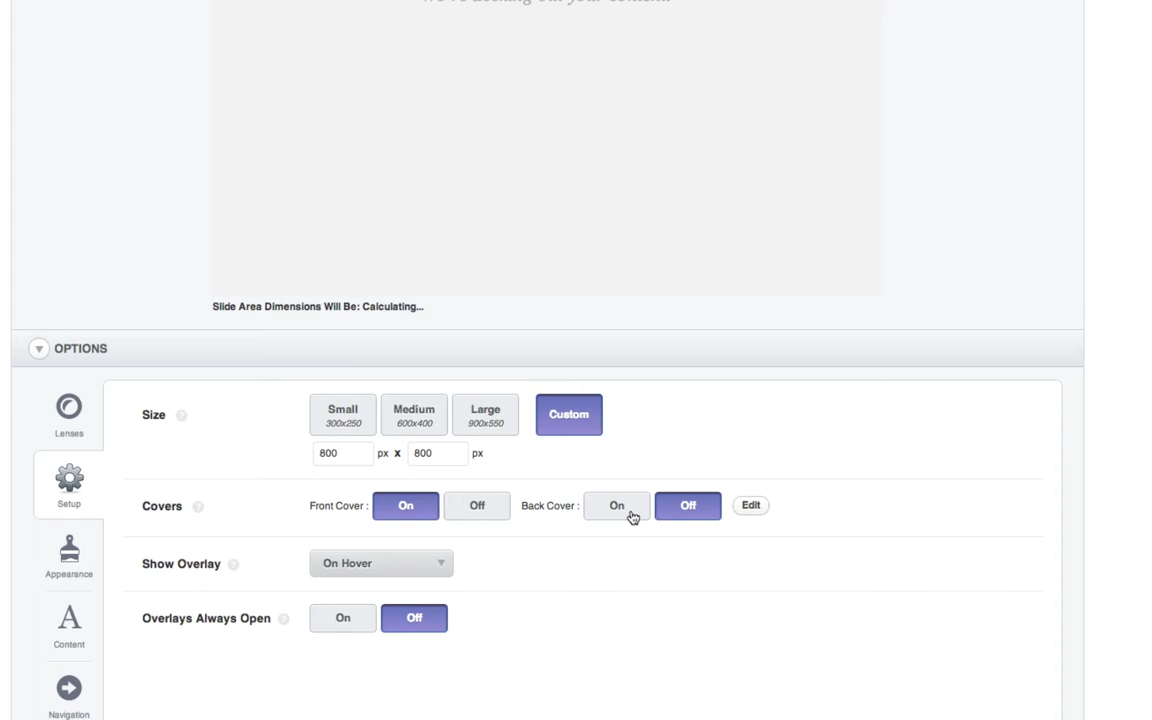 Slide Area Dimensions Will Be: Calculating...
OPTIONS
Lenses
Setup
Appearance
A
Content
Navigation
Size ?
Small
300x250
Medium
600x400
Large
900x550
Custom
800 px x 800 px
Covers ? Front Cover : On Off Back Cover : On Off Edit
Show Overlay ? On Hover
Overlays Always Open ? On Off